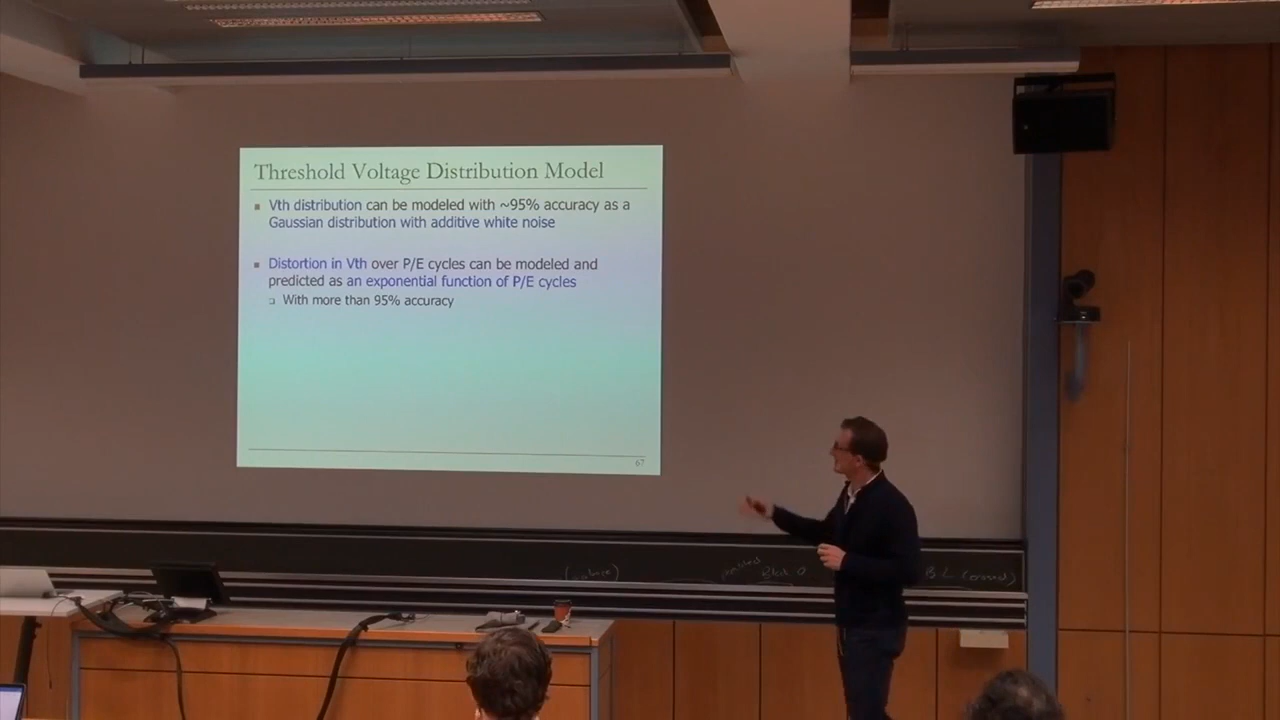 Threshold Voltage Distribution Model
▪ Vth distribution can be modeled with ~95% accuracy as a
Gaussian distribution with additive white noise
▪ Distortion in Vth over P/E cycles can be modeled and
predicted as an exponential function of P/E cycles
❑ With more than 95% accuracy
67